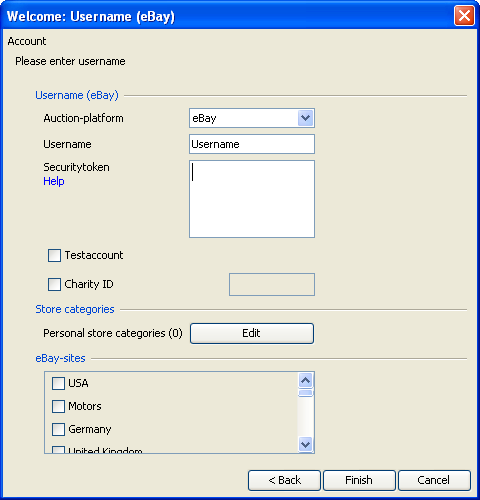 Welcome: Username (eBay)
Account
Please enter username
Username (eBay)
Auction-platform eBay
Username Username
Securitytoken
Help
Testaccount
Charity ID
Store categories
Personal store categories (0) Edit
eBay-sites
USA
Motors
Germany
United Kingdom
< Back Finish Cancel